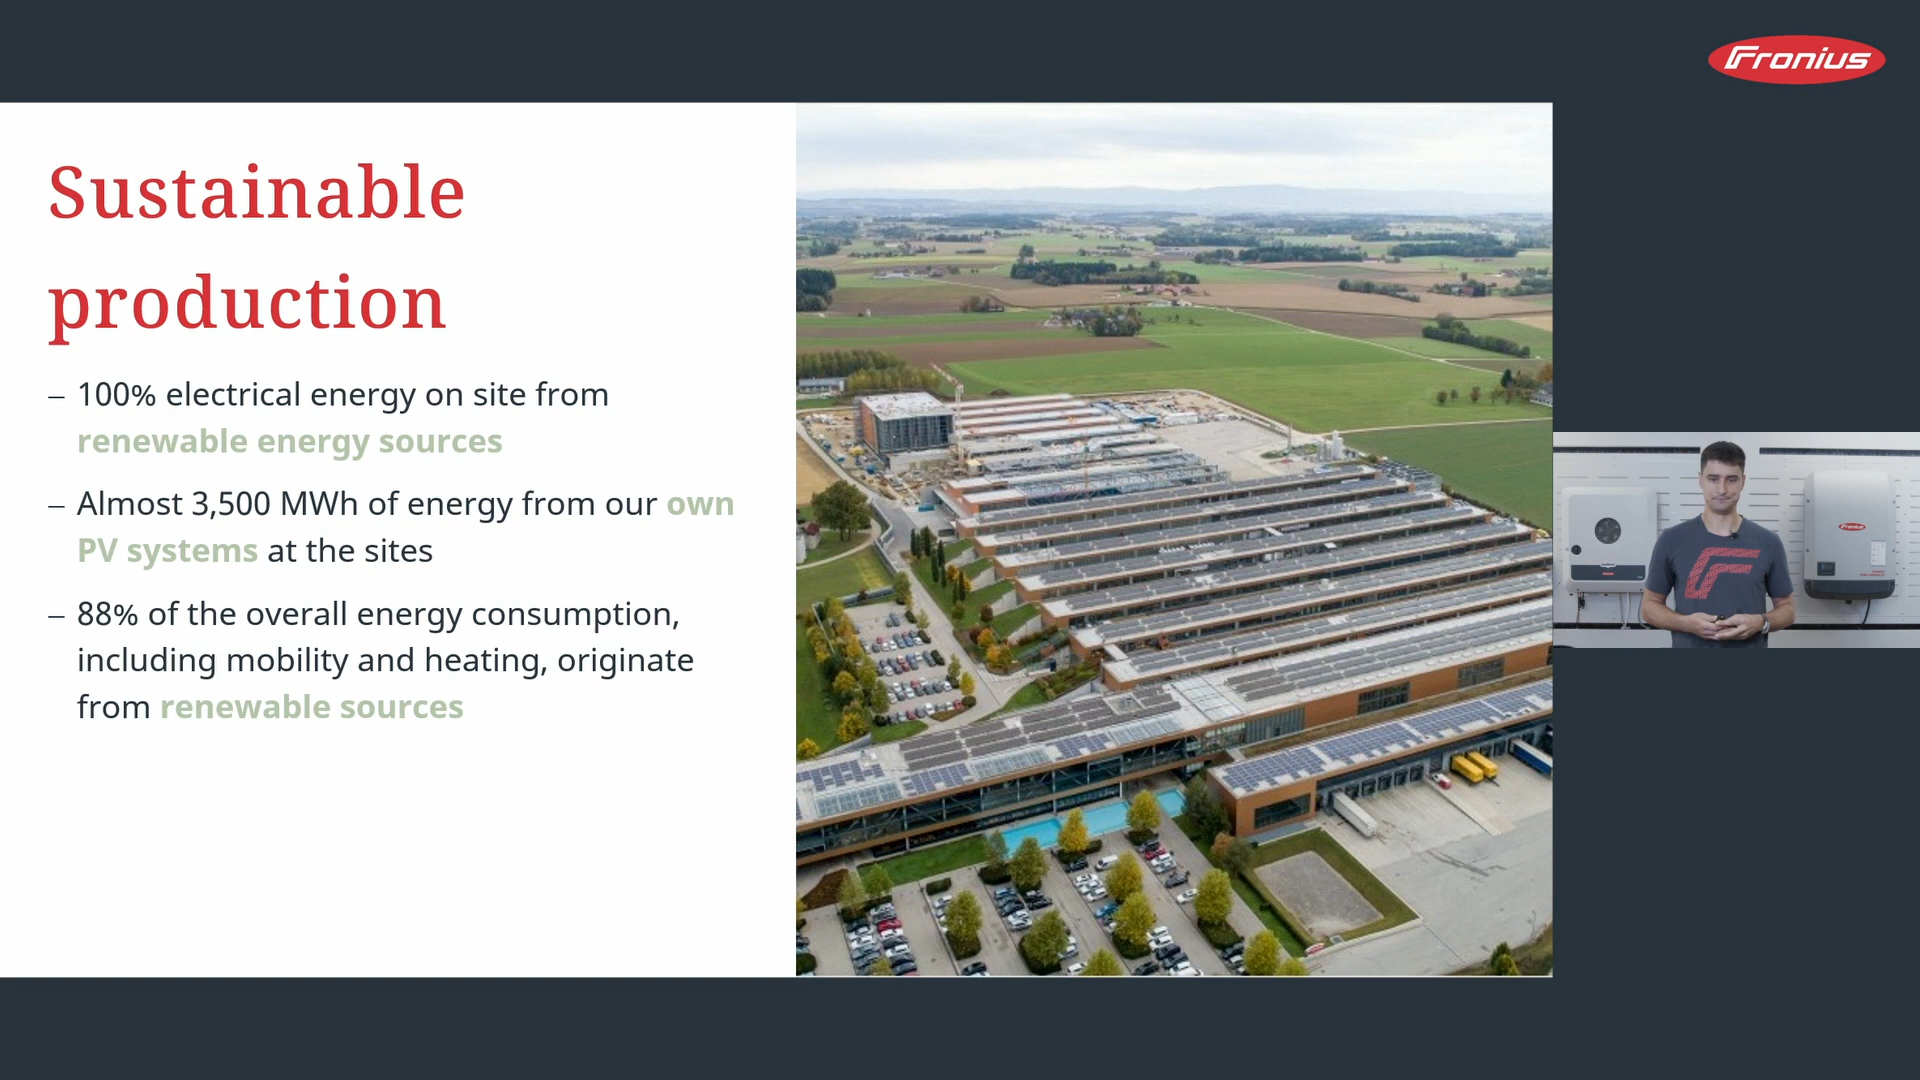 Fronius
Sustainable
production
– 100% electrical energy on site from
renewable energy sources
– Almost 3,500 MWh of energy from our own
PV systems at the sites
– 88% of the overall energy consumption,
including mobility and heating, originate
from renewable sources
Fronius